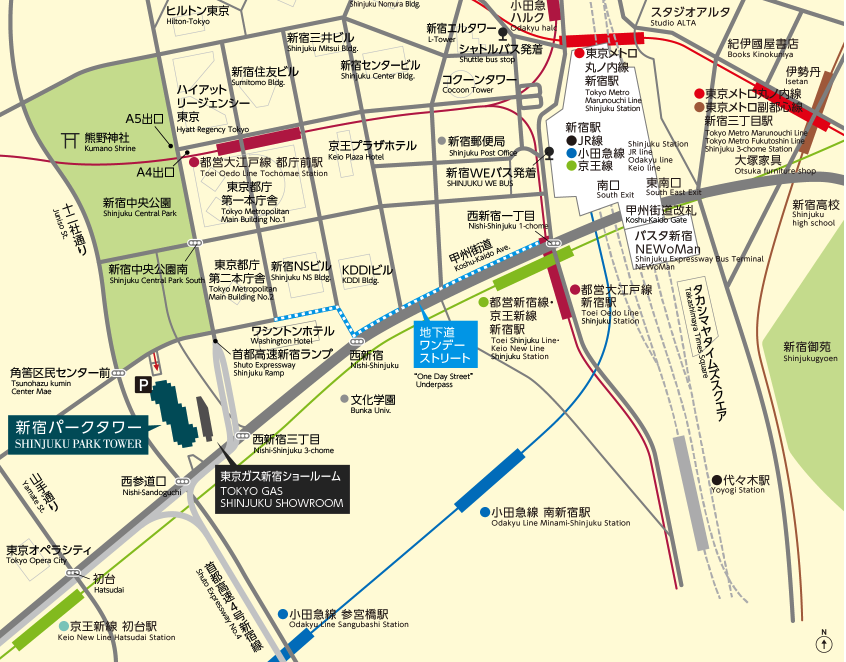 ヒルトン東京
Hilton-Tokyo
Shinjuku Nomura Bldg.
小田急
ハルク
Odakyu halc
スタジオアルタ
Studio ALTA
新宿エルタワー
L-Tower
シャトルバス発着
Shuttle bus stop
新宿三井ビル
Shinjuku Mitsui Bldg.
新宿センタービル
Shinjuku Center Bldg.
新宿住友ビル
Sumitomo Bldg.
コクーンタワー
Cocoon Tower
東京メトロ
丸ノ内線
新宿駅
Tokyo Metro
Marunouchi Line
Shinjuku Station
紀伊國屋書店
Books Kinokuniya
伊勢丹
Isetan
東京メトロ丸ノ内線
東京メトロ副都心線
新宿三丁目駅
Tokyo Metro Marunouchi Line
Tokyo Metro Fukutoshin Line
Shinjuku 3-chome Station
大塚家具
Otsuka furniture shop
ハイアット
リージェンシー
東京
Hyatt Regency Tokyo
A5出口
熊野神社
Kumano Shrine
A4出口
都営大江戸線 都庁前駅
Toei Oedo Line Tochomae Station
京王プラザホテル
Keio Plaza Hotel
新宿郵便局
Shinjuku Post Office
新宿WEバス発着
SHINJUKU WE BUS
新宿駅
JR線
小田急線
京王線
Shinjuku Station
JR line
Odakyu line
Keio line
南口
South Exit
東南口
South East Exit
甲州街道改札
Koshu-Kaido Gate
バスタ新宿
NEWoMan
Shinjuku Expressway Bus Terminal
NEWoMan
新宿高校
Shinjuku
high school
東京都庁
第一本庁舎
Tokyo Metropolitan
Main Building No.1
新宿中央公園
Shinjuku Central Park
十二社通り
Juniso St.
西新宿一丁目
Nishi-Shinjuku 1-chome
甲州街道
Koshu-Kaido Ave.
新宿中央公園南
Shinjuku Central Park South
東京都庁
第二本庁舎
Tokyo Metropolitan
Main Building No.2
新宿NSビル
Shinjuku NS Bldg.
KDDIビル
KDDI Bldg.
都営大江戸線
新宿駅
Toei Oedo Line
Shinjuku Station
都営新宿線・
京王新線
新宿駅
Toei Shinjuku Line・
Keio New Line
Shinjuku Station
タカシマヤタイムズスクエア
Takashimaya Times Square
新宿御苑
Shinjukugyoen
ワシントンホテル
Washington Hotel
首都高速新宿ランプ
Shuto Expressway
Shinjuku Ramp
西新宿
Nishi-Shinjuku
地下道
ワンデー
ストリート
"One Day Street"
Underpass
角筈区民センター前
Tsunohazu kumin
Center Mae
P
文化学園
Bunka Univ.
新宿パークタワー
SHINJUKU PARK TOWER
西新宿三丁目
Nishi-Shinjuku 3-chome
東京ガス新宿ショールーム
TOKYO GAS
SHINJUKU SHOWROOM
西参道口
Nishi-Sandoguchi
山手通り
Yamate St.
代々木駅
Yoyogi Station
小田急線 南新宿駅
Odakyu Line Minami-Shinjuku Station
東京オペラシティ
Tokyo Opera City
初台
Hatsudai
首都高速4号新宿線
Shuto Expressway No.4
京王新線 初台駅
Keio New Line Hatsudai Station
小田急線 参宮橋駅
Odakyu Line Sangubashi Station
N